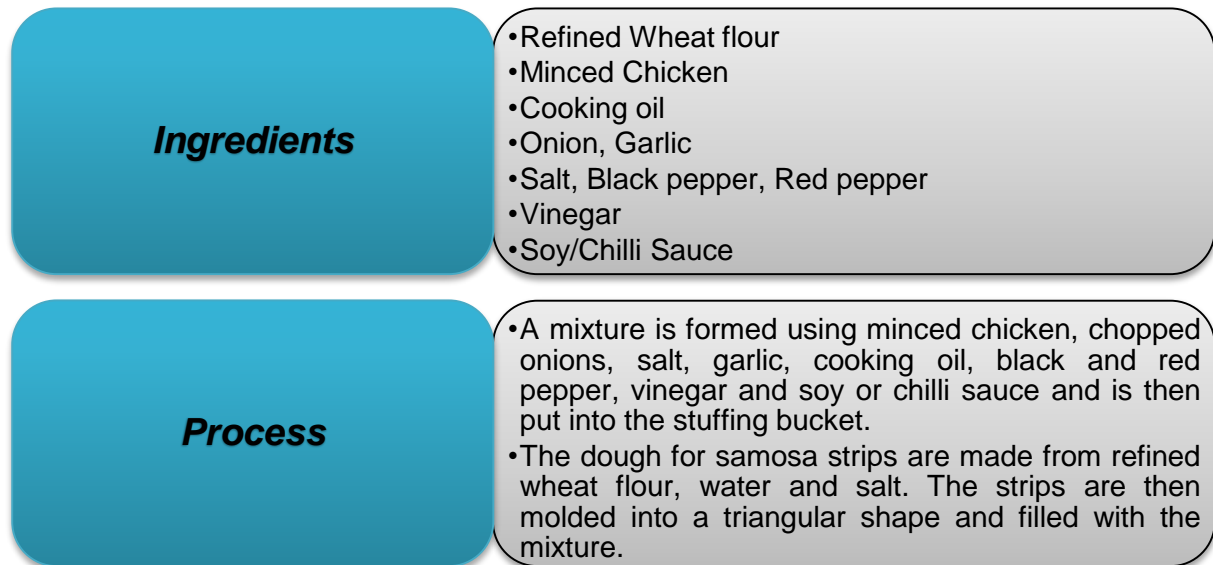 Ingredients
•Refined Wheat flour
•Minced Chicken
•Cooking oil
•Onion, Garlic
•Salt, Black pepper, Red pepper
•Vinegar
•Soy/Chilli Sauce
Process
•A mixture is formed using minced chicken, chopped
onions, salt, garlic, cooking oil, black and red
pepper, vinegar and soy or chilli sauce and is then
put into the stuffing bucket.
•The dough for samosa strips are made from refined
wheat flour, water and salt. The strips are then
molded into a triangular shape and filled with the
mixture.